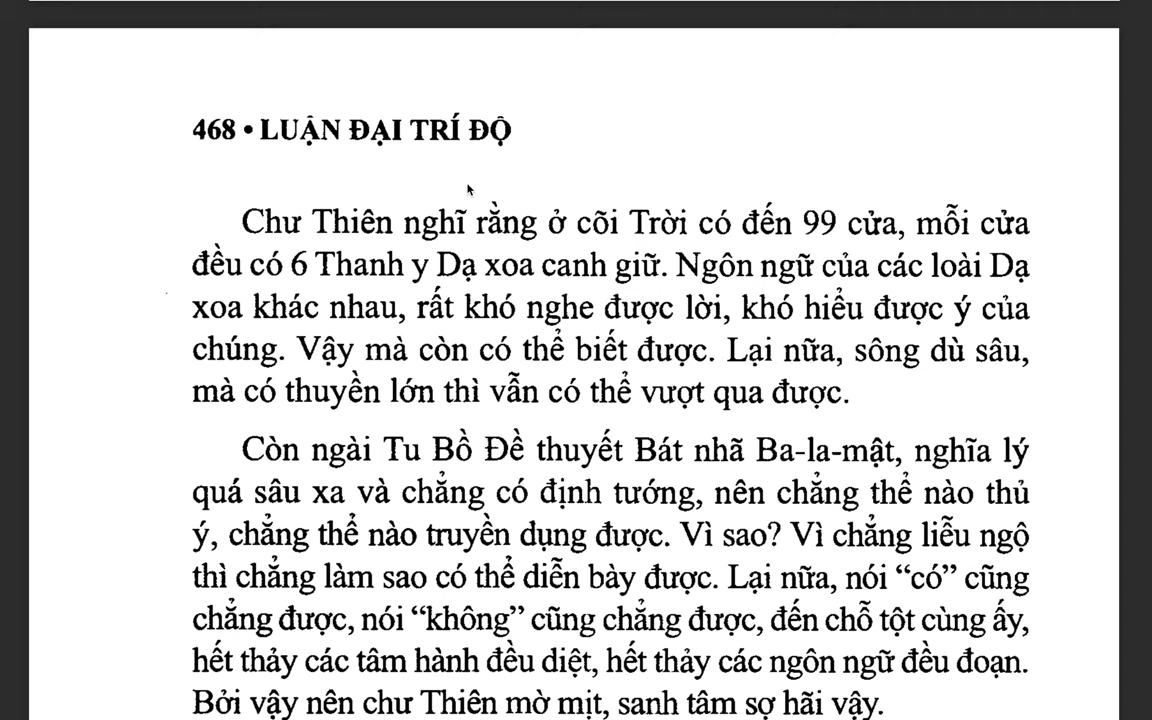 468 • LUẬN ĐẠI TRÍ ĐỘ
Chư Thiên nghĩ rằng ở cõi Trời có đến 99 cửa, mỗi cửa
đều có 6 Thanh y Dạ xoa canh giữ. Ngôn ngữ của các loài Dạ
xoa khác nhau, rất khó nghe được lời, khó hiểu được ý của
chúng. Vậy mà còn có thể biết được. Lại nữa, sông dù sâu,
mà có thuyền lớn thì vẫn có thể vượt qua được.
Còn ngài Tu Bồ Đề thuyết Bát nhã Ba-la-mật, nghĩa lý
quá sâu xa và chẳng có định tướng, nên chẳng thể nào thủ
ý, chẳng thể nào truyền dụng được. Vì sao? Vì chẳng liễu ngộ
thì chẳng làm sao có thể diễn bày được. Lại nữa, nói “có” cũng
chẳng được, nói “không” cũng chẳng được, đến chỗ tột cùng ấy,
hết thảy các tâm hành đều diệt, hết thảy các ngôn ngữ đều đoạn.
Bởi vậy nên chư Thiên mờ mịt, sanh tâm sợ hãi vậy.